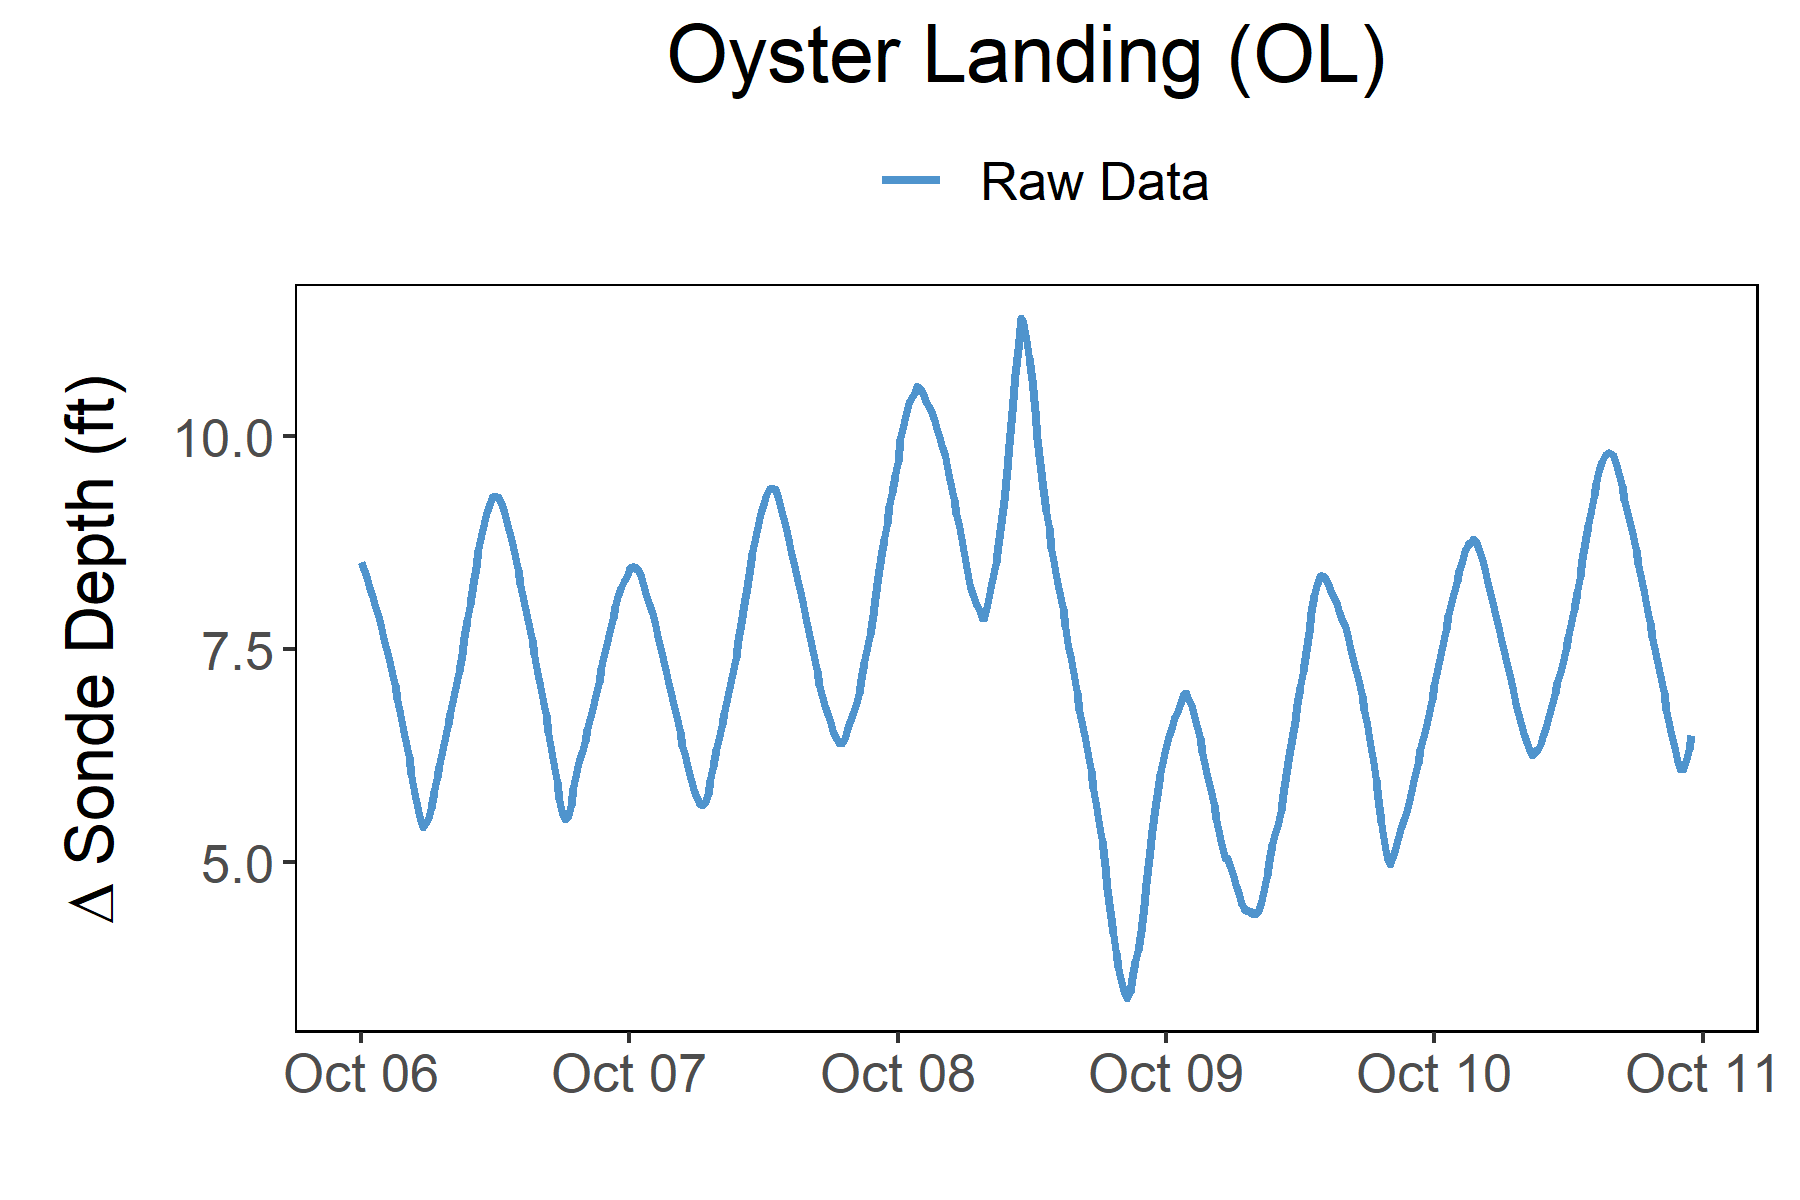 Oyster Landing (OL)
Raw Data
Δ Sonde Depth (ft)
10.0
7.5
5.0
Oct 06 Oct 07 Oct 08 Oct 09 Oct 10 Oct 11